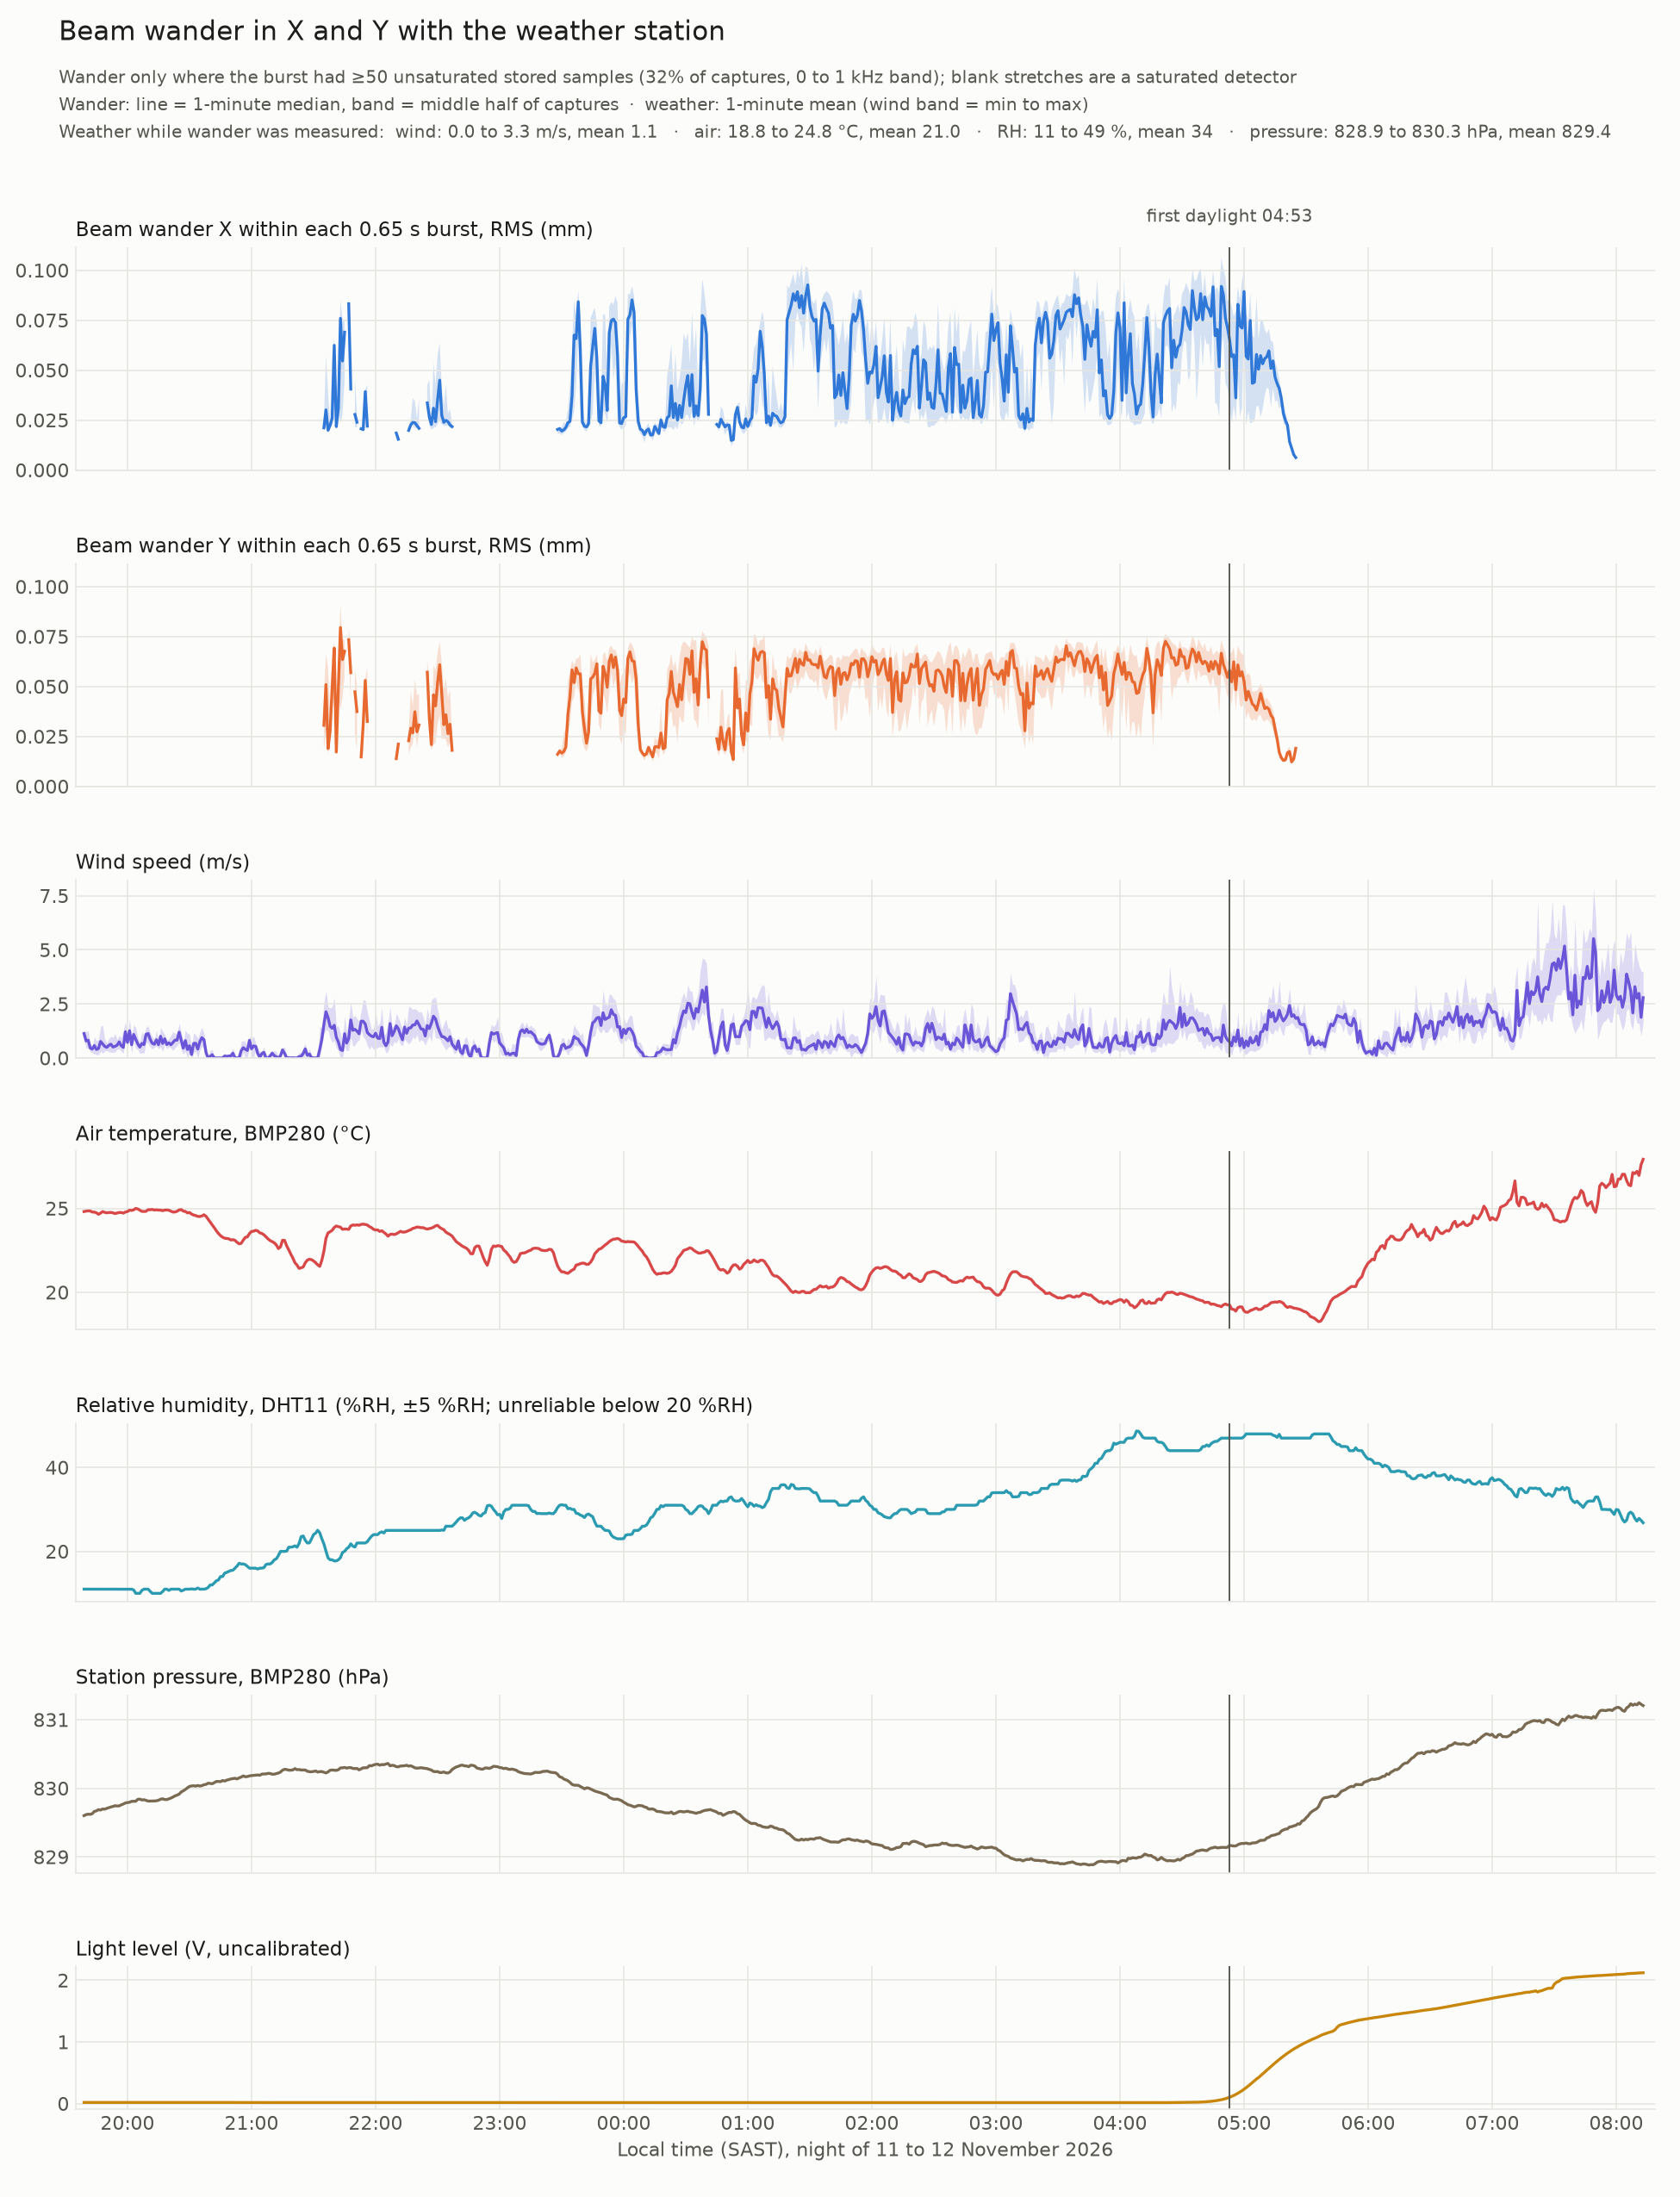 Beam wander in X and Y with the weather station
Wander only where the burst had ≥50 unsaturated stored samples (32% of captures, 0 to 1 kHz band); blank stretches are a saturated detector
Wander: line = 1-minute median, band = middle half of captures · weather: 1-minute mean (wind band = min to max)
Weather while wander was measured: wind: 0.0 to 3.3 m/s, mean 1.1 · air: 18.8 to 24.8 °C, mean 21.0 · RH: 11 to 49 %, mean 34 · pressure: 828.9 to 830.3 hPa, mean 829.4
first daylight 04:53
Beam wander X within each 0.65 s burst, RMS (mm)
0.100
0.075
0.050
0.025
0.000
Beam wander Y within each 0.65 s burst, RMS (mm)
0.100
0.075
0.050
0.025
0.000
Wind speed (m/s)
7.5
5.0
2.5
0.0
Air temperature, BMP280 (°C)
25
20
Relative humidity, DHT11 (%RH, ±5 %RH; unreliable below 20 %RH)
40
20
Station pressure, BMP280 (hPa)
831
830
829
Light level (V, uncalibrated)
2
1
0
20:00 21:00 22:00 23:00 00:00 01:00 02:00 03:00 04:00 05:00 06:00 07:00 08:00
Local time (SAST), night of 11 to 12 November 2026